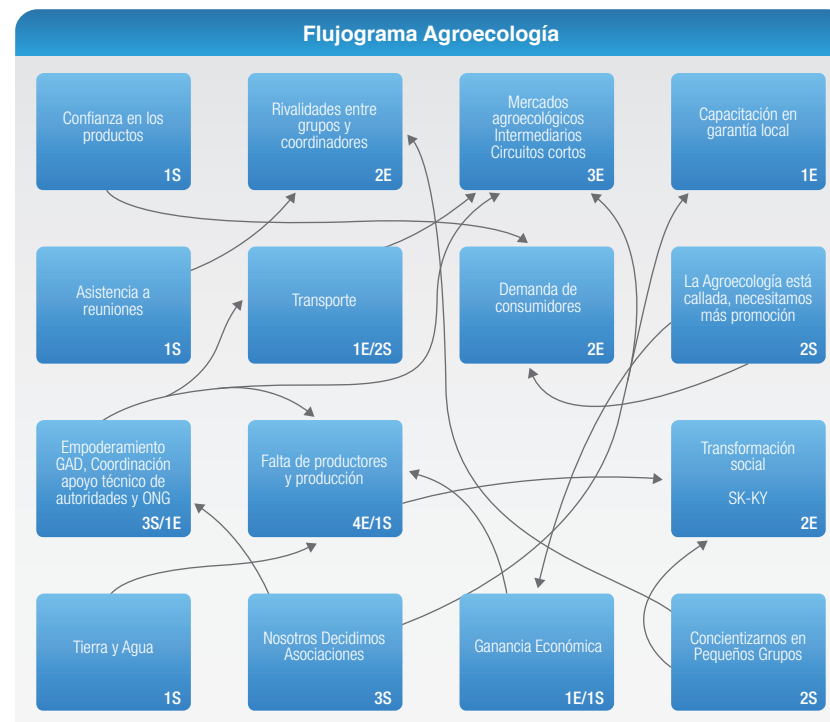 Flujograma Agroecología
Confianza en los
productos
1S
Rivalidades entre
grupos y
coordinadores
2E
Mercados
agroecológicos
Intermediarios
Circuitos cortos
3E
Capacitación en
garantía local
1E
Asistencia a
reuniones
1S
Transporte
1E/2S
Demanda de
consumidores
2E
La Agroecología está
callada, necesitamos
más promoción
2S
Empoderamiento
GAD, Coordinación
apoyo técnico de
autoridades y ONG
3S/1E
Falta de productores
y producción
4E/1S
Transformación
social
SK-KY
2E
Tierra y Agua
1S
Nosotros Decidimos
Asociaciones
3S
Ganancia Económica
1E/1S
Concientizarnos en
Pequeños Grupos
2S